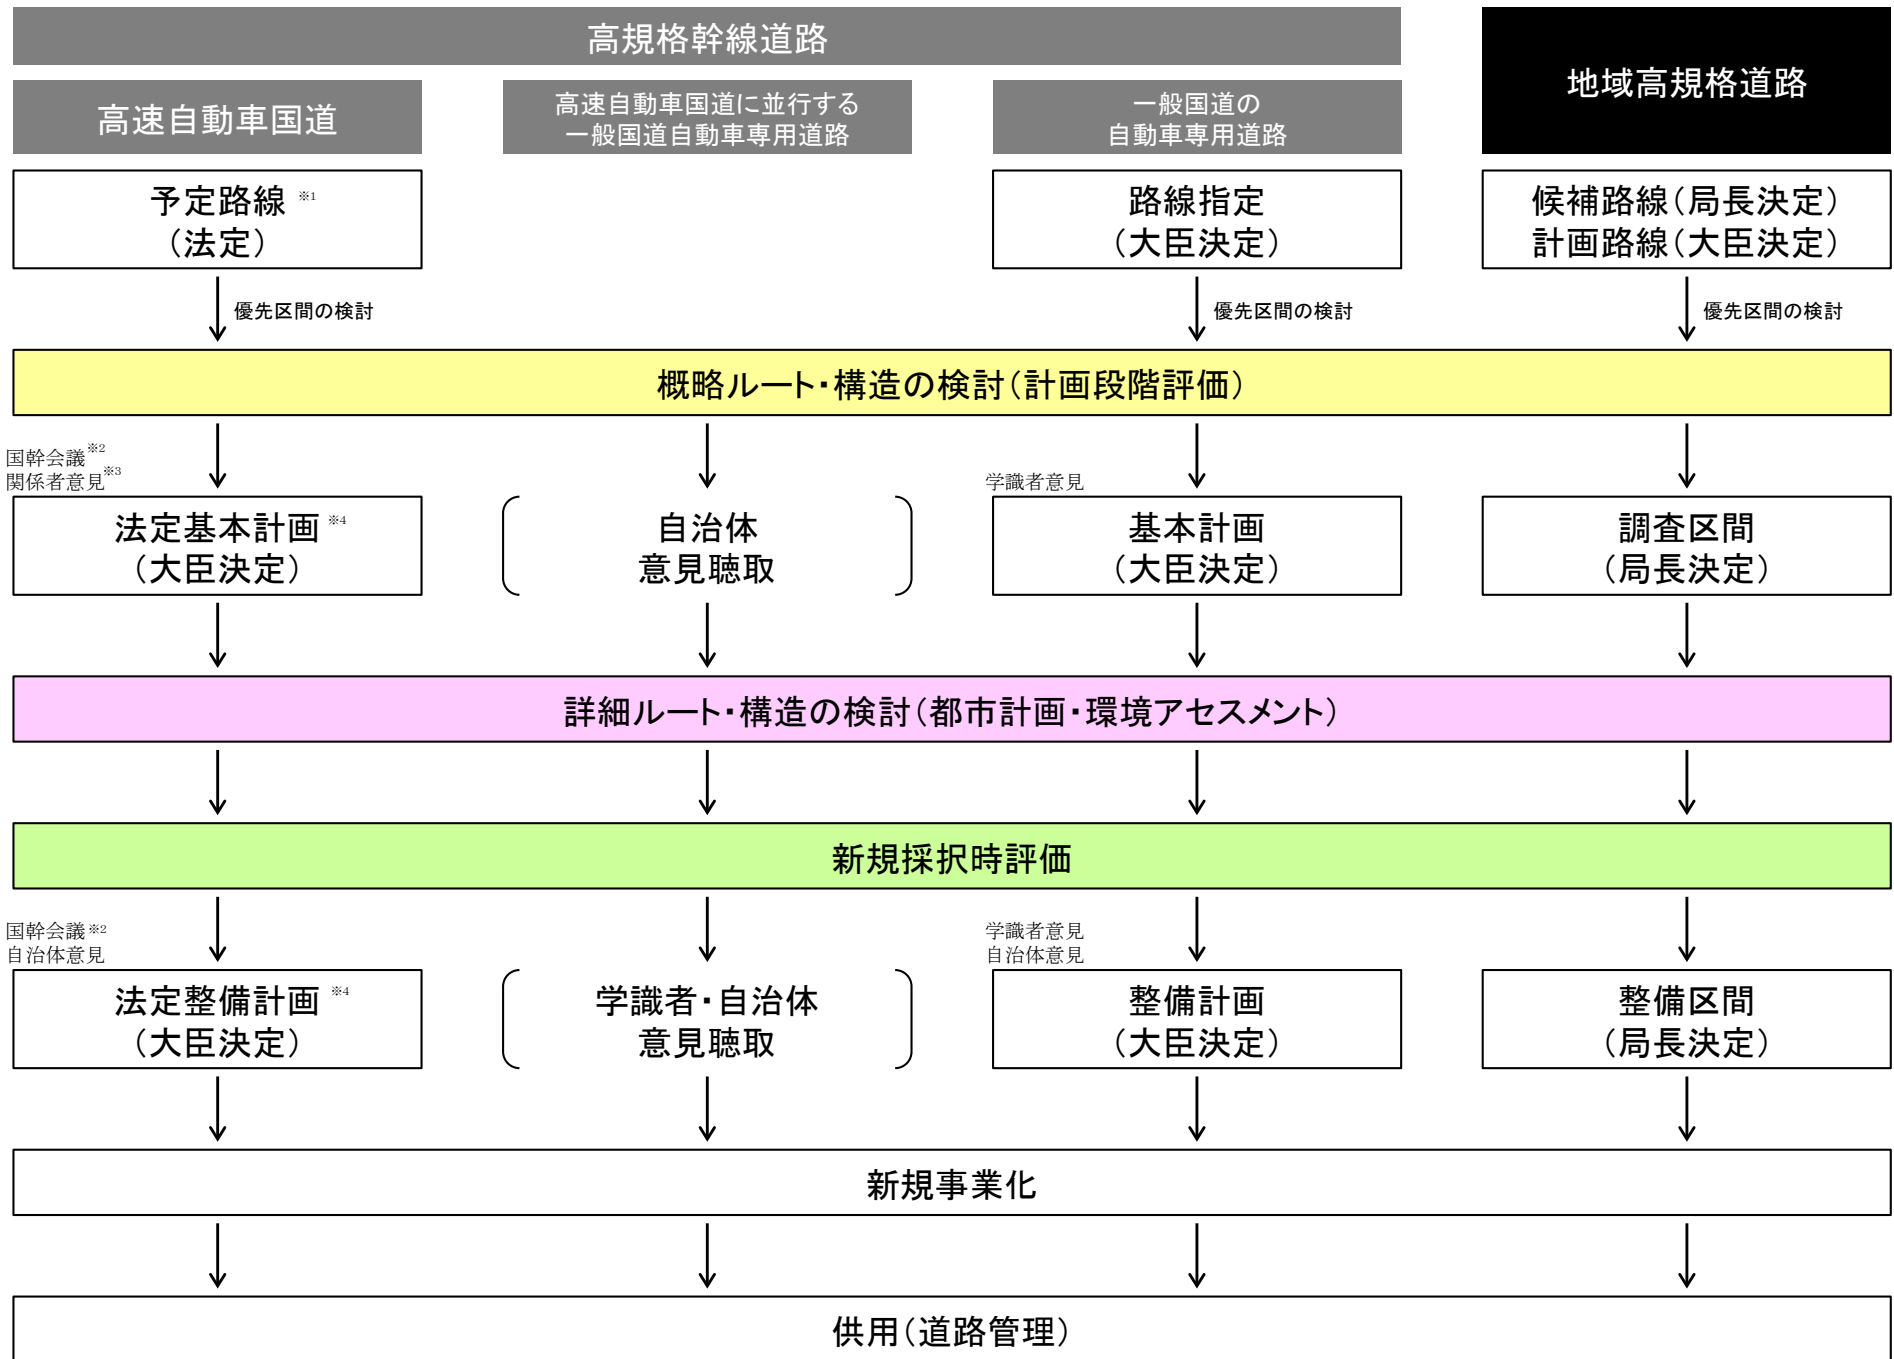 高規格幹線道路
地域高規格道路
高速自動車国道
高速自動車国道に並行する
一般国道自動車専用道路
一般国道の
自動車専用道路
予定路線 ※1
（法定）
路線指定
（大臣決定）
候補路線（局長決定）
計画路線（大臣決定）
優先区間の検討
優先区間の検討
優先区間の検討
概略ルート・構造の検討（計画段階評価）
国幹会議※2
関係者意見※3
学識者意見
法定基本計画 ※4
（大臣決定）
自治体
意見聴取
基本計画
（大臣決定）
調査区間
（局長決定）
詳細ルート・構造の検討（都市計画・環境アセスメント）
新規採択時評価
国幹会議※2
自治体意見
学識者意見
自治体意見
法定整備計画 ※4
（大臣決定）
学識者・自治体
意見聴取
整備計画
（大臣決定）
整備区間
（局長決定）
新規事業化
供用（道路管理）